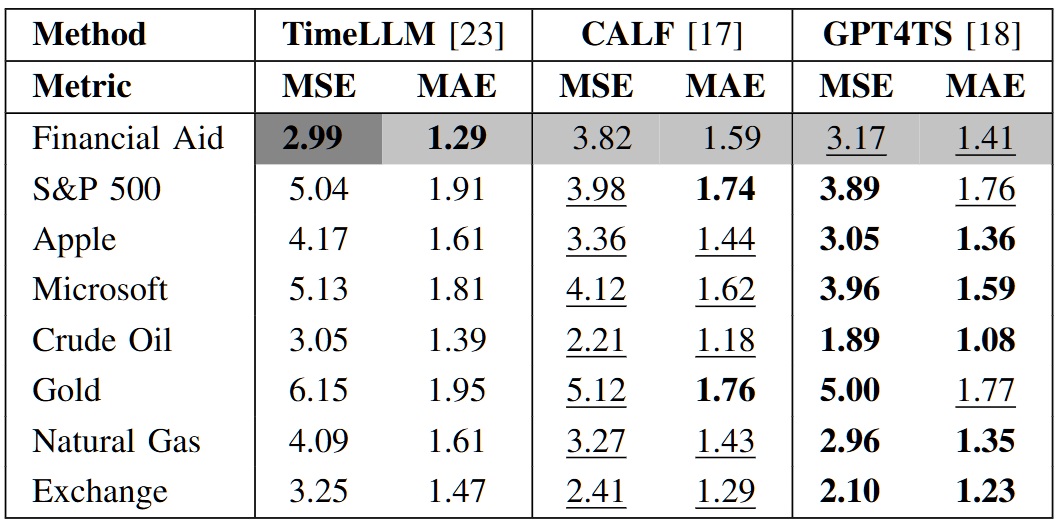 Method TimeLLM [23] CALF [17] GPT4TS [18]
Metric MSE MAE MSE MAE MSE MAE
Financial Aid 2.99 1.29 3.82 1.59 3.17 1.41
S&P 500 5.04 1.91 3.98 1.74 3.89 1.76
Apple 4.17 1.61 3.36 1.44 3.05 1.36
Microsoft 5.13 1.81 4.12 1.62 3.96 1.59
Crude Oil 3.05 1.39 2.21 1.18 1.89 1.08
Gold 6.15 1.95 5.12 1.76 5.00 1.77
Natural Gas 4.09 1.61 3.27 1.43 2.96 1.35
Exchange 3.25 1.47 2.41 1.29 2.10 1.23